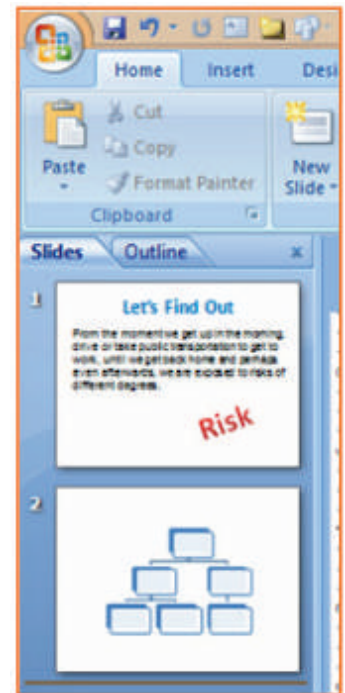 Home Insert Desi
Cut
Copy
Format Painter
Paste
New
Slide
Clipboard
Slides Outline x
1
Let's Find Out
From the moment we get up in the morning,
drive or take public transportation to get to
work, until we get back home and perhaps
even afterwards, we are exposed to risks of
different degrees.
Risk
2